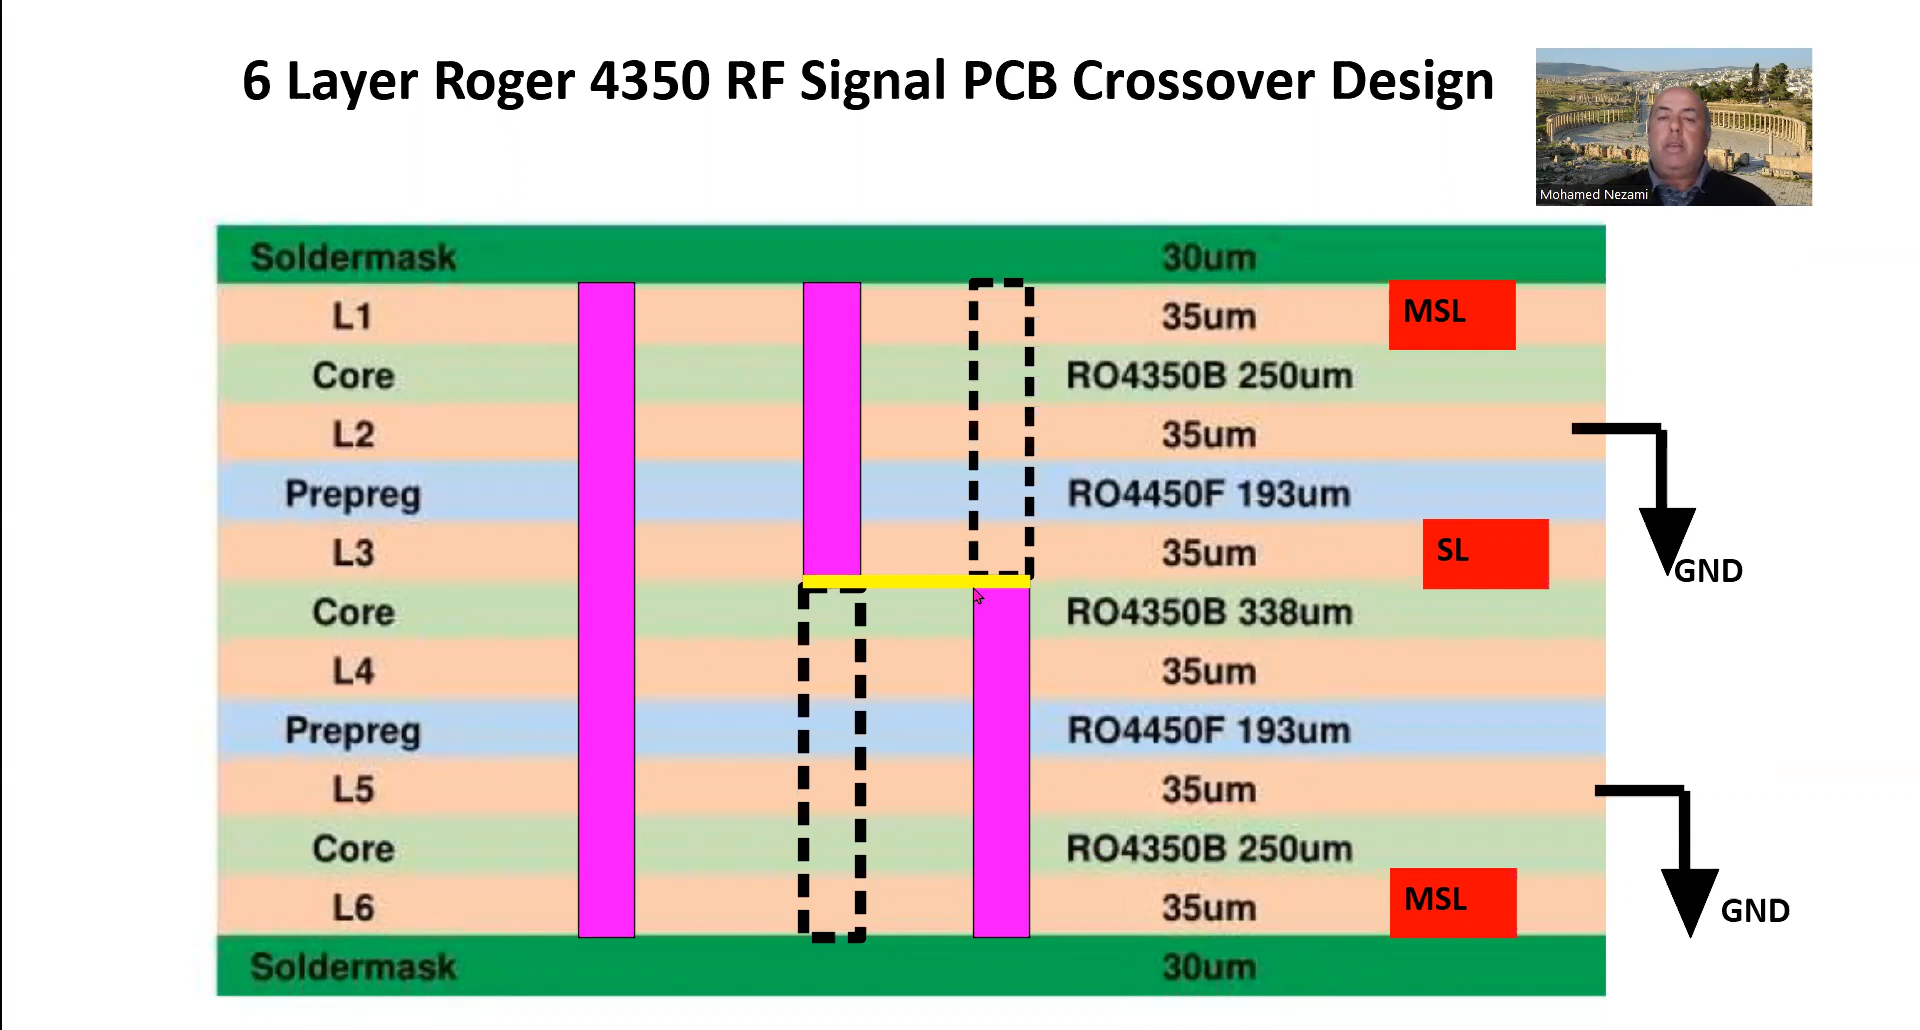 6 Layer Roger 4350 RF Signal PCB Crossover Design
Mohamed Nezami
Soldermask 30um
L1 35um MSL
Core RO4350B 250um
L2 35um
Prepreg RO4450F 193um
L3 35um SL
GND
Core RO4350B 338um
L4 35um
Prepreg RO4450F 193um
L5 35um
Core RO4350B 250um
L6 35um MSL
GND
Soldermask 30um